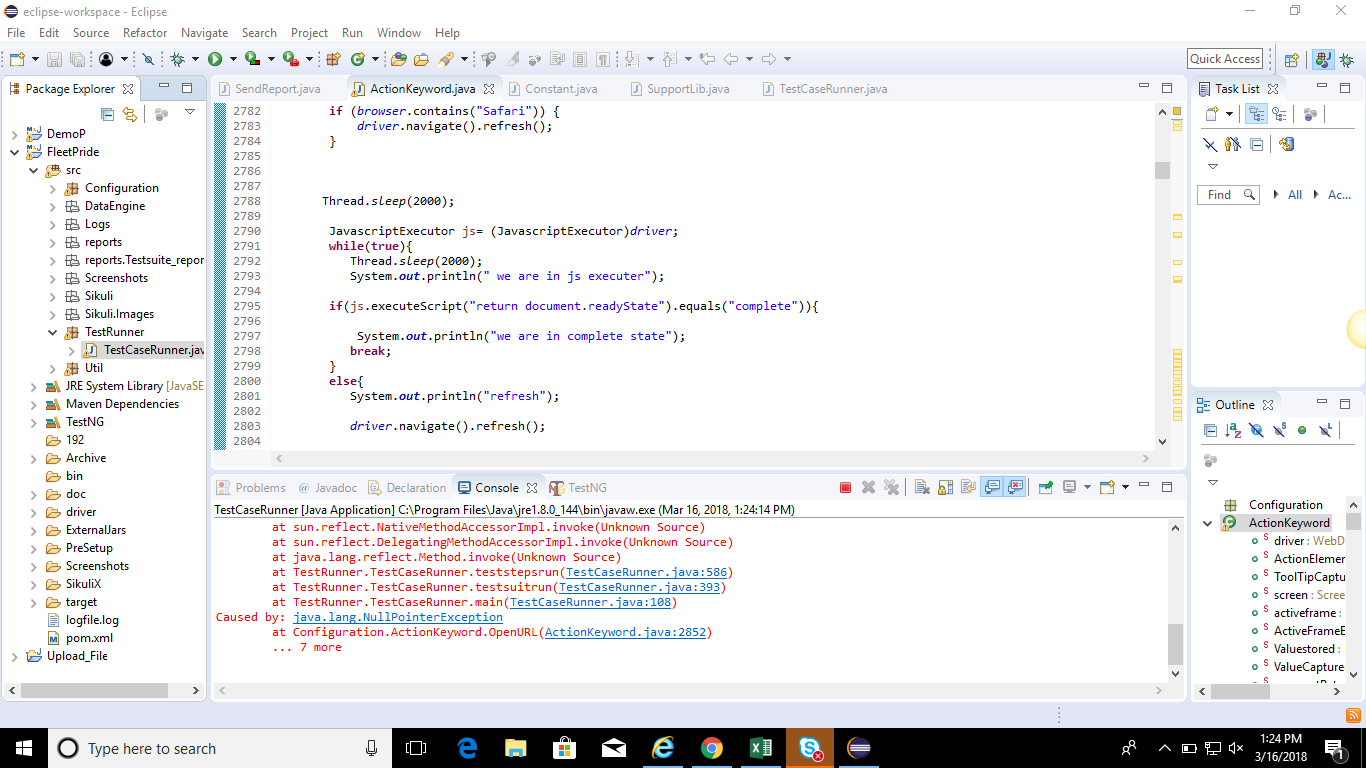 eclipse-workspace - Eclipse
File Edit Source Refactor Navigate Search Project Run Window Help
Quick Access
Package Explorer
DemoP
FleetPride
src
Configuration
DataEngine
Logs
reports
reports.Testsuite_repor
Screenshots
Sikuli
Sikuli.Images
TestRunner
TestCaseRunner.jav
Util
JRE System Library [JavaSE
Maven Dependencies
TestNG
192
Archive
bin
doc
driver
ExternalJars
PreSetup
Screenshots
SikuliX
target
logfile.log
pom.xml
Upload_File
SendReport.java ActionKeyword.java Constant.java SupportLib.java TestCaseRunner.java
2782 if (browser.contains("Safari")) {
2783 driver.navigate().refresh();
2784 }
2785
2786
2787
2788 Thread.sleep(2000);
2789
2790 JavascriptExecutor js= (JavascriptExecutor)driver;
2791 while(true){
2792 Thread.sleep(2000);
2793 System.out.println(" we are in js executer");
2794
2795 if(js.executeScript("return document.readyState").equals("complete")){
2796
2797 System.out.println("we are in complete state");
2798 break;
2799 }
2800 else{
2801 System.out.println("refresh");
2802
2803 driver.navigate().refresh();
2804
Problems @ Javadoc Declaration Console TestNG
TestCaseRunner [Java Application] C:\Program Files\Java\jre1.8.0_144\bin\javaw.exe (Mar 16, 2018, 1:24:14 PM)
at sun.reflect.NativeMethodAccessorImpl.invoke(Unknown Source)
at sun.reflect.DelegatingMethodAccessorImpl.invoke(Unknown Source)
at java.lang.reflect.Method.invoke(Unknown Source)
at TestRunner.TestCaseRunner.teststepsrun(TestCaseRunner.java:586)
at TestRunner.TestCaseRunner.testsuitrun(TestCaseRunner.java:393)
at TestRunner.TestCaseRunner.main(TestCaseRunner.java:108)
Caused by: java.lang.NullPointerException
at Configuration.ActionKeyword.OpenURL(ActionKeyword.java:2852)
... 7 more
Task List
Find All Ac...
Outline
Configuration
ActionKeyword
driver : WebD
ActionElemer
ToolTipCaptu
screen : Scree
activeframe :
ActiveFrameE
Valuestored :
ValueCapture
Type here to search
1:24 PM
3/16/2018
1